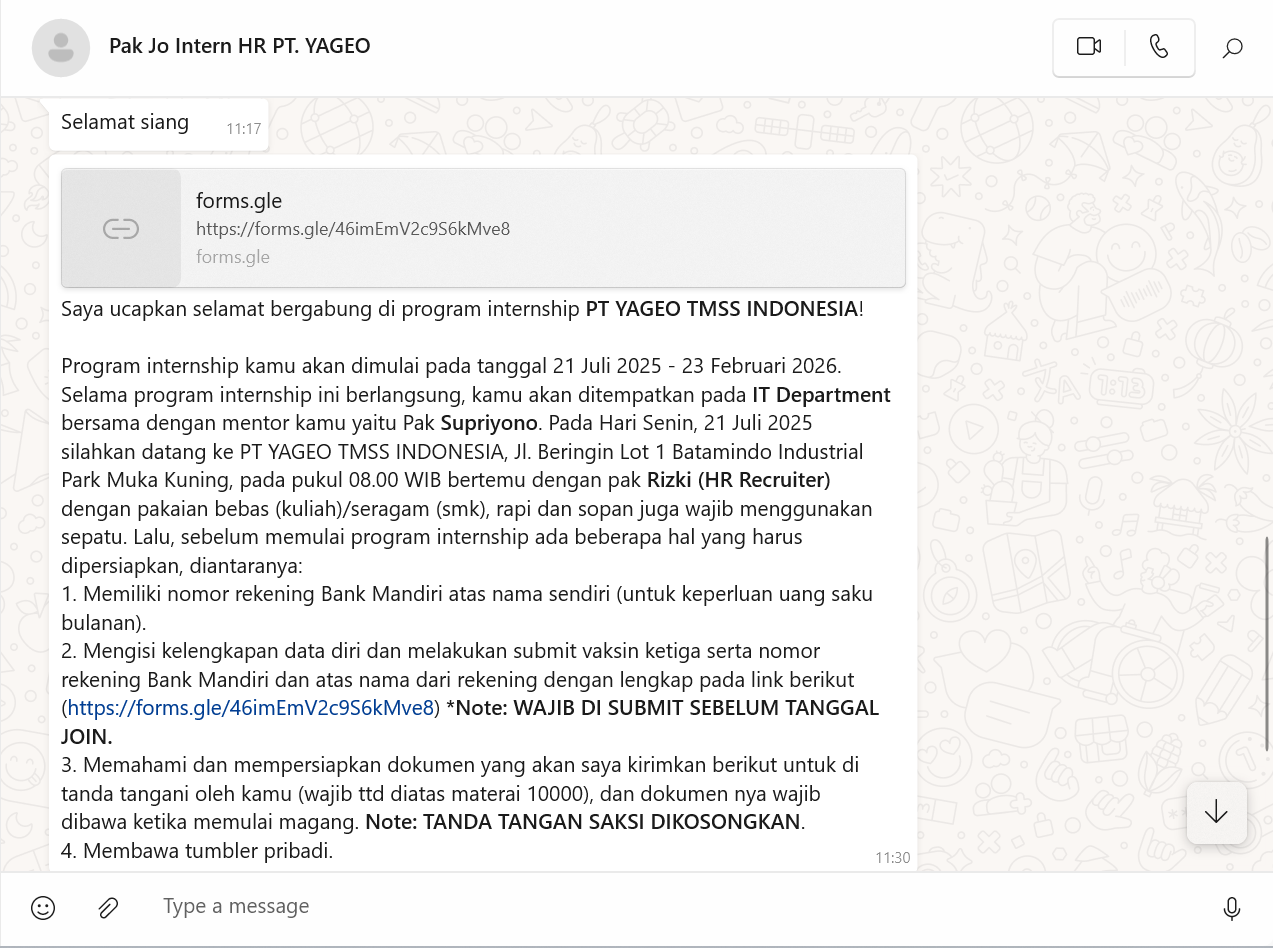 Pak Jo Intern HR PT. YAGEO
Selamat siang
11:17
forms.gle
https://forms.gle/46imEmV2c9S6kMve8
forms.gle
Saya ucapkan selamat bergabung di program internship PT YAGEO TMSS INDONESIA!
Program internship kamu akan dimulai pada tanggal 21 Juli 2025 - 23 Februari 2026.
Selama program internship ini berlangsung, kamu akan ditempatkan pada IT Department
bersama dengan mentor kamu yaitu Pak Supriyono. Pada Hari Senin, 21 Juli 2025
silahkan datang ke PT YAGEO TMSS INDONESIA, Jl. Beringin Lot 1 Batamindo Industrial
Park Muka Kuning, pada pukul 08.00 WIB bertemu dengan pak Rizki (HR Recruiter)
dengan pakaian bebas (kuliah)/seragam (smk), rapi dan sopan juga wajib menggunakan
sepatu. Lalu, sebelum memulai program internship ada beberapa hal yang harus
dipersiapkan, diantaranya:
1. Memiliki nomor rekening Bank Mandiri atas nama sendiri (untuk keperluan uang saku
bulanan).
2. Mengisi kelengkapan data diri dan melakukan submit vaksin ketiga serta nomor
rekening Bank Mandiri dan atas nama dari rekening dengan lengkap pada link berikut
(https://forms.gle/46imEmV2c9S6kMve8) *Note: WAJIB DI SUBMIT SEBELUM TANGGAL
JOIN.
3. Memahami dan mempersiapkan dokumen yang akan saya kirimkan berikut untuk di
tanda tangani oleh kamu (wajib ttd diatas materai 10000), dan dokumen nya wajib
dibawa ketika memulai magang. Note: TANDA TANGAN SAKSI DIKOSONGKAN.
4. Membawa tumbler pribadi.
11:30
Type a message